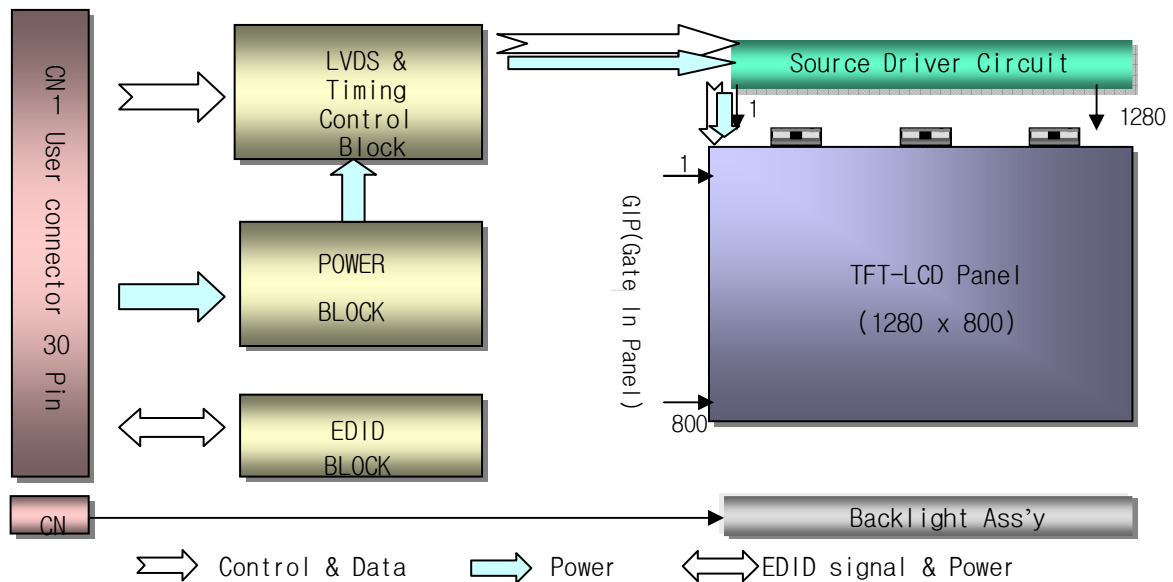 CN1 User connector 30 Pin
LVDS &
Timing
Control
Block
POWER
BLOCK
EDID
BLOCK
Source Driver Circuit
1
1280
1
GIP(Gate In Panel)
800
TFT-LCD Panel
(1280 x 800)
CN
Backlight Ass'y
Control & Data
Power
EDID signal & Power